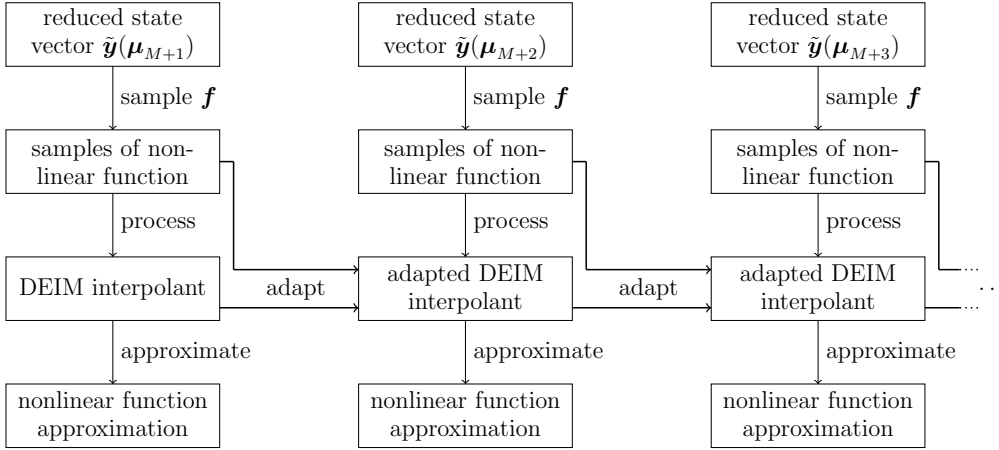 reduced state
vector ỹ(μ_{M+1})
reduced state
vector ỹ(μ_{M+2})
reduced state
vector ỹ(μ_{M+3})
sample f
sample f
sample f
samples of non-
linear function
samples of non-
linear function
samples of non-
linear function
process
process
process
DEIM interpolant
adapt
adapted DEIM
interpolant
adapt
adapted DEIM
interpolant
approximate
approximate
approximate
nonlinear function
approximation
nonlinear function
approximation
nonlinear function
approximation